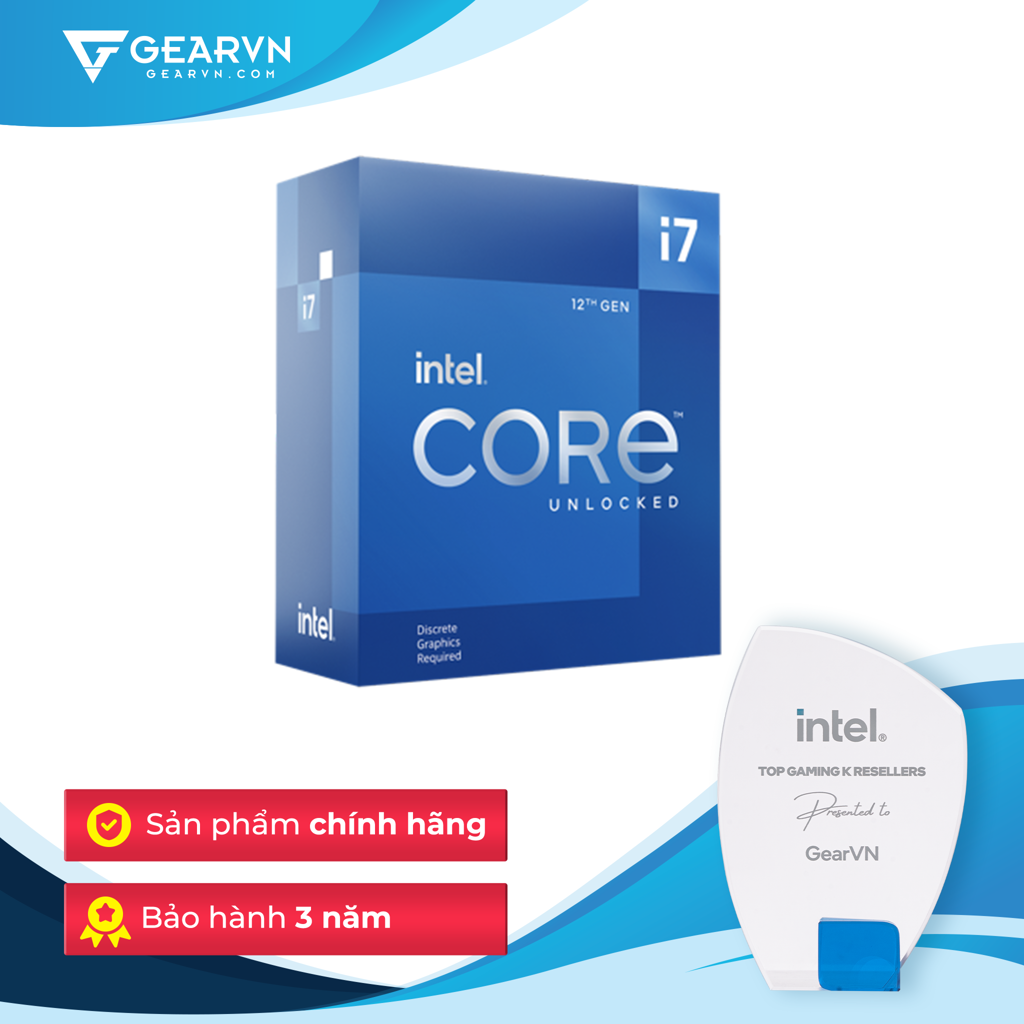 GEARVN
GEARVN.COM
i7
i7
12TH GEN
intel.
CORE™
UNLOCKED
intel.
Discrete
Graphics
Required
intel®
TOP GAMING K RESELLERS
Presented to
GearVN
Sản phẩm chính hãng
Bảo hành 3 năm